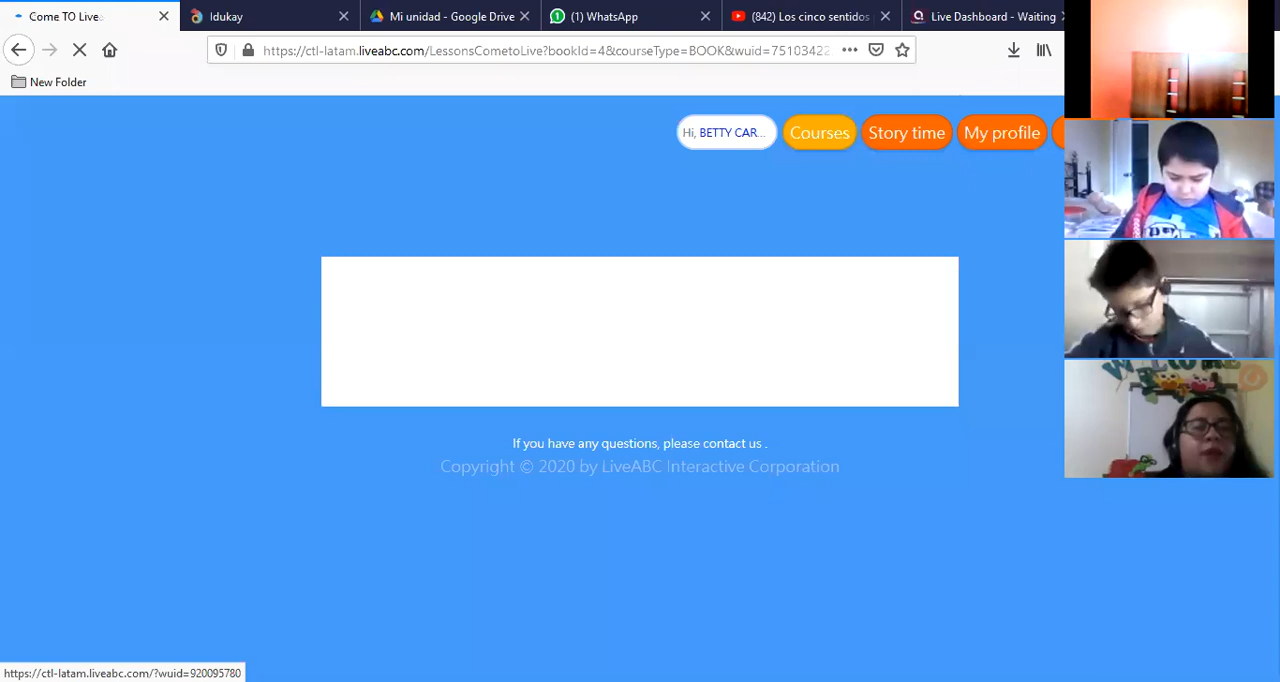 Come TO Live
Idukay
Mi unidad - Google Drive
(1) WhatsApp
(842) Los cinco sentidos
Live Dashboard - Waiting
https://ctl-latam.liveabc.com/LessonsCometoLive?bookId=4&courseType=BOOK&wuid=75103422
New Folder
Hi, BETTY CAR...
Courses
Story time
My profile
WELCOME
If you have any questions, please contact us .
Copyright © 2020 by LiveABC Interactive Corporation
https://ctl-latam.liveabc.com/?wuid=920095780